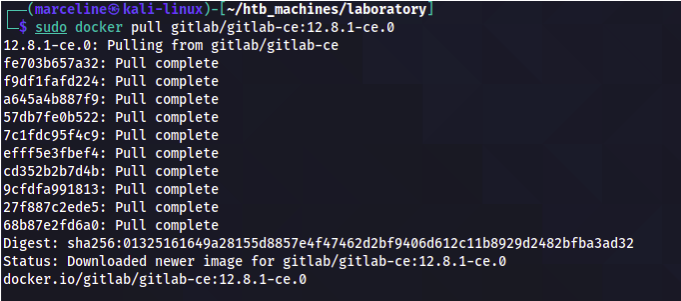 ┌──(marceline㉿kali-linux)-[~/htb_machines/laboratory]
└─$ sudo docker pull gitlab/gitlab-ce:12.8.1-ce.0
12.8.1-ce.0: Pulling from gitlab/gitlab-ce
fe703b657a32: Pull complete
f9df1fafd224: Pull complete
a645a4b887f9: Pull complete
57db7fe0b522: Pull complete
7c1fdc95f4c9: Pull complete
efff5e3fbef4: Pull complete
cd352b2b7d4b: Pull complete
9cfdfa991813: Pull complete
27f887c2ede5: Pull complete
68b87e2fd6a0: Pull complete
Digest: sha256:01325161649a28155d8857e4f47462d2bf9406d612c11b8929d2482bfba3ad32
Status: Downloaded newer image for gitlab/gitlab-ce:12.8.1-ce.0
docker.io/gitlab/gitlab-ce:12.8.1-ce.0